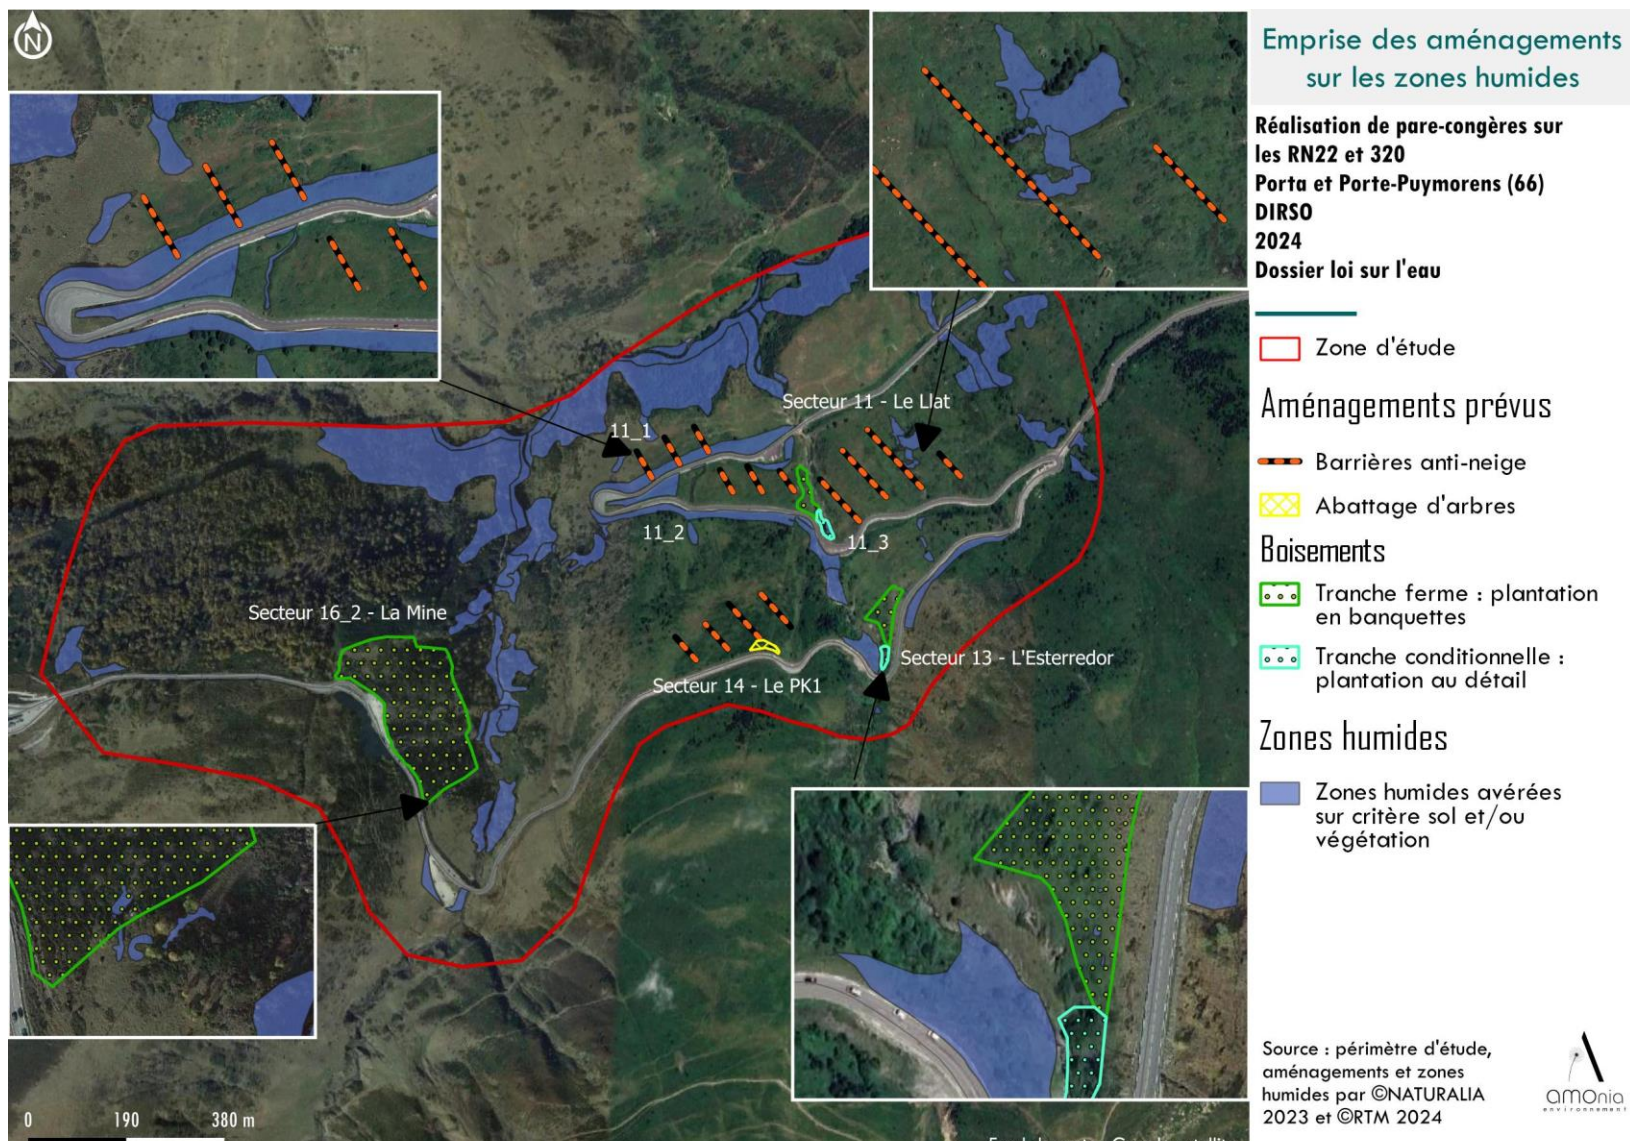 N
Emprise des aménagements
sur les zones humides
Réalisation de pare-congères sur
les RN22 et 320
Porta et Porte-Puymorens (66)
DIRSO
2024
Dossier loi sur l'eau
Zone d'étude
Aménagements prévus
Barrières anti-neige
Abattage d'arbres
Boisements
Tranche ferme : plantation
en banquettes
Tranche conditionnelle :
plantation au détail
Zones humides
Zones humides avérées
sur critère sol et/ou
végétation
Source : périmètre d'étude,
aménagements et zones
humides par ©NATURALIA
2023 et ©RTM 2024
amonia
environnement
Secteur 11 - Le Llat
11_1
11_2
11_3
Secteur 16_2 - La Mine
Secteur 13 - L'Esterredor
Secteur 14 - Le PK1
0 190 380 m